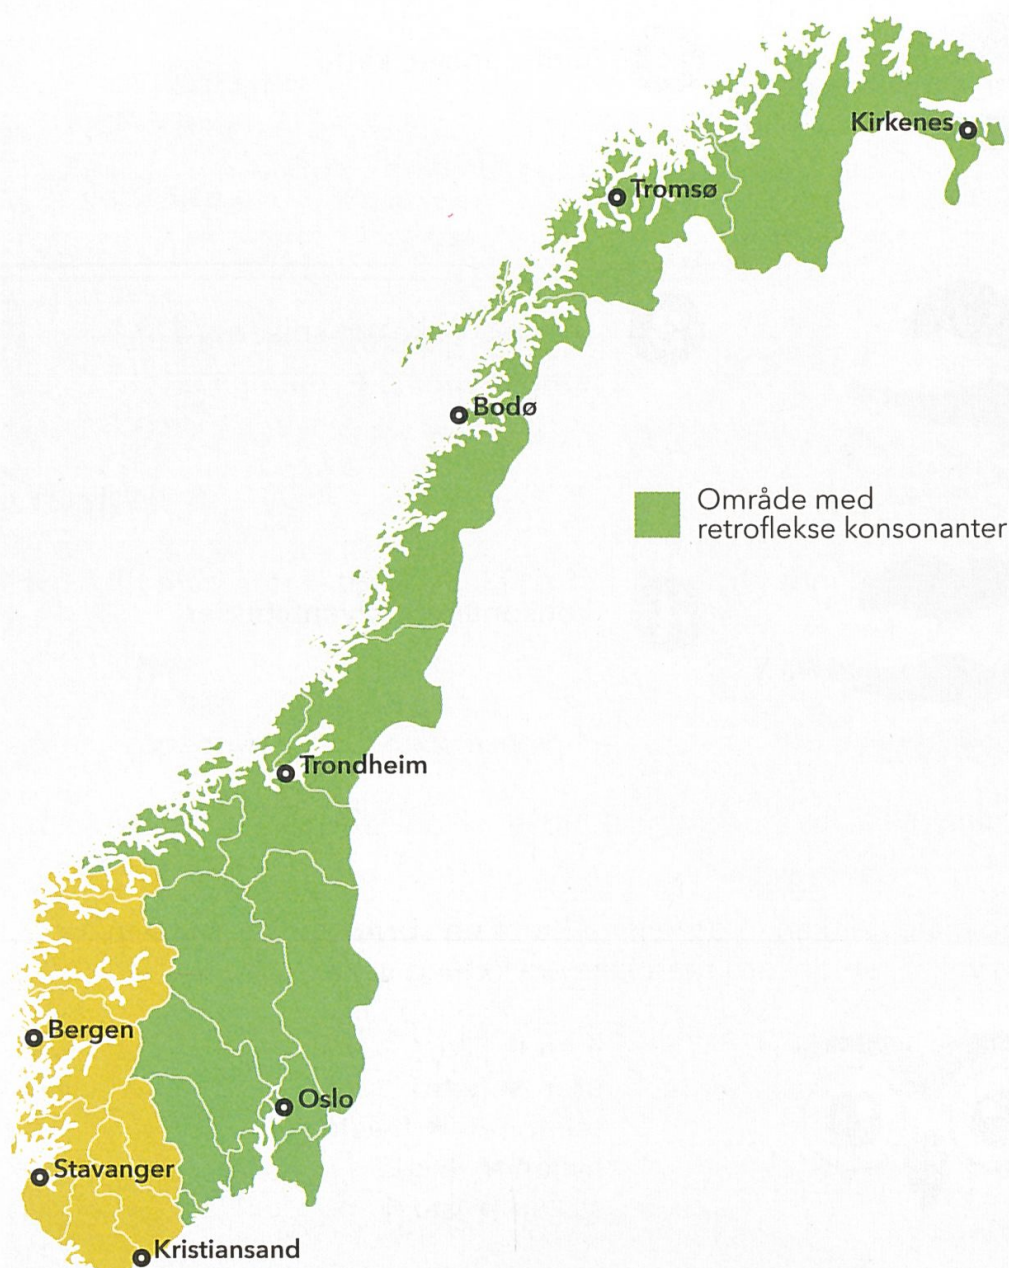 Kirkenes
Tromsø
Bodø
Område med
retroflekse konsonanter
Trondheim
Bergen
Oslo
Stavanger
Kristiansand